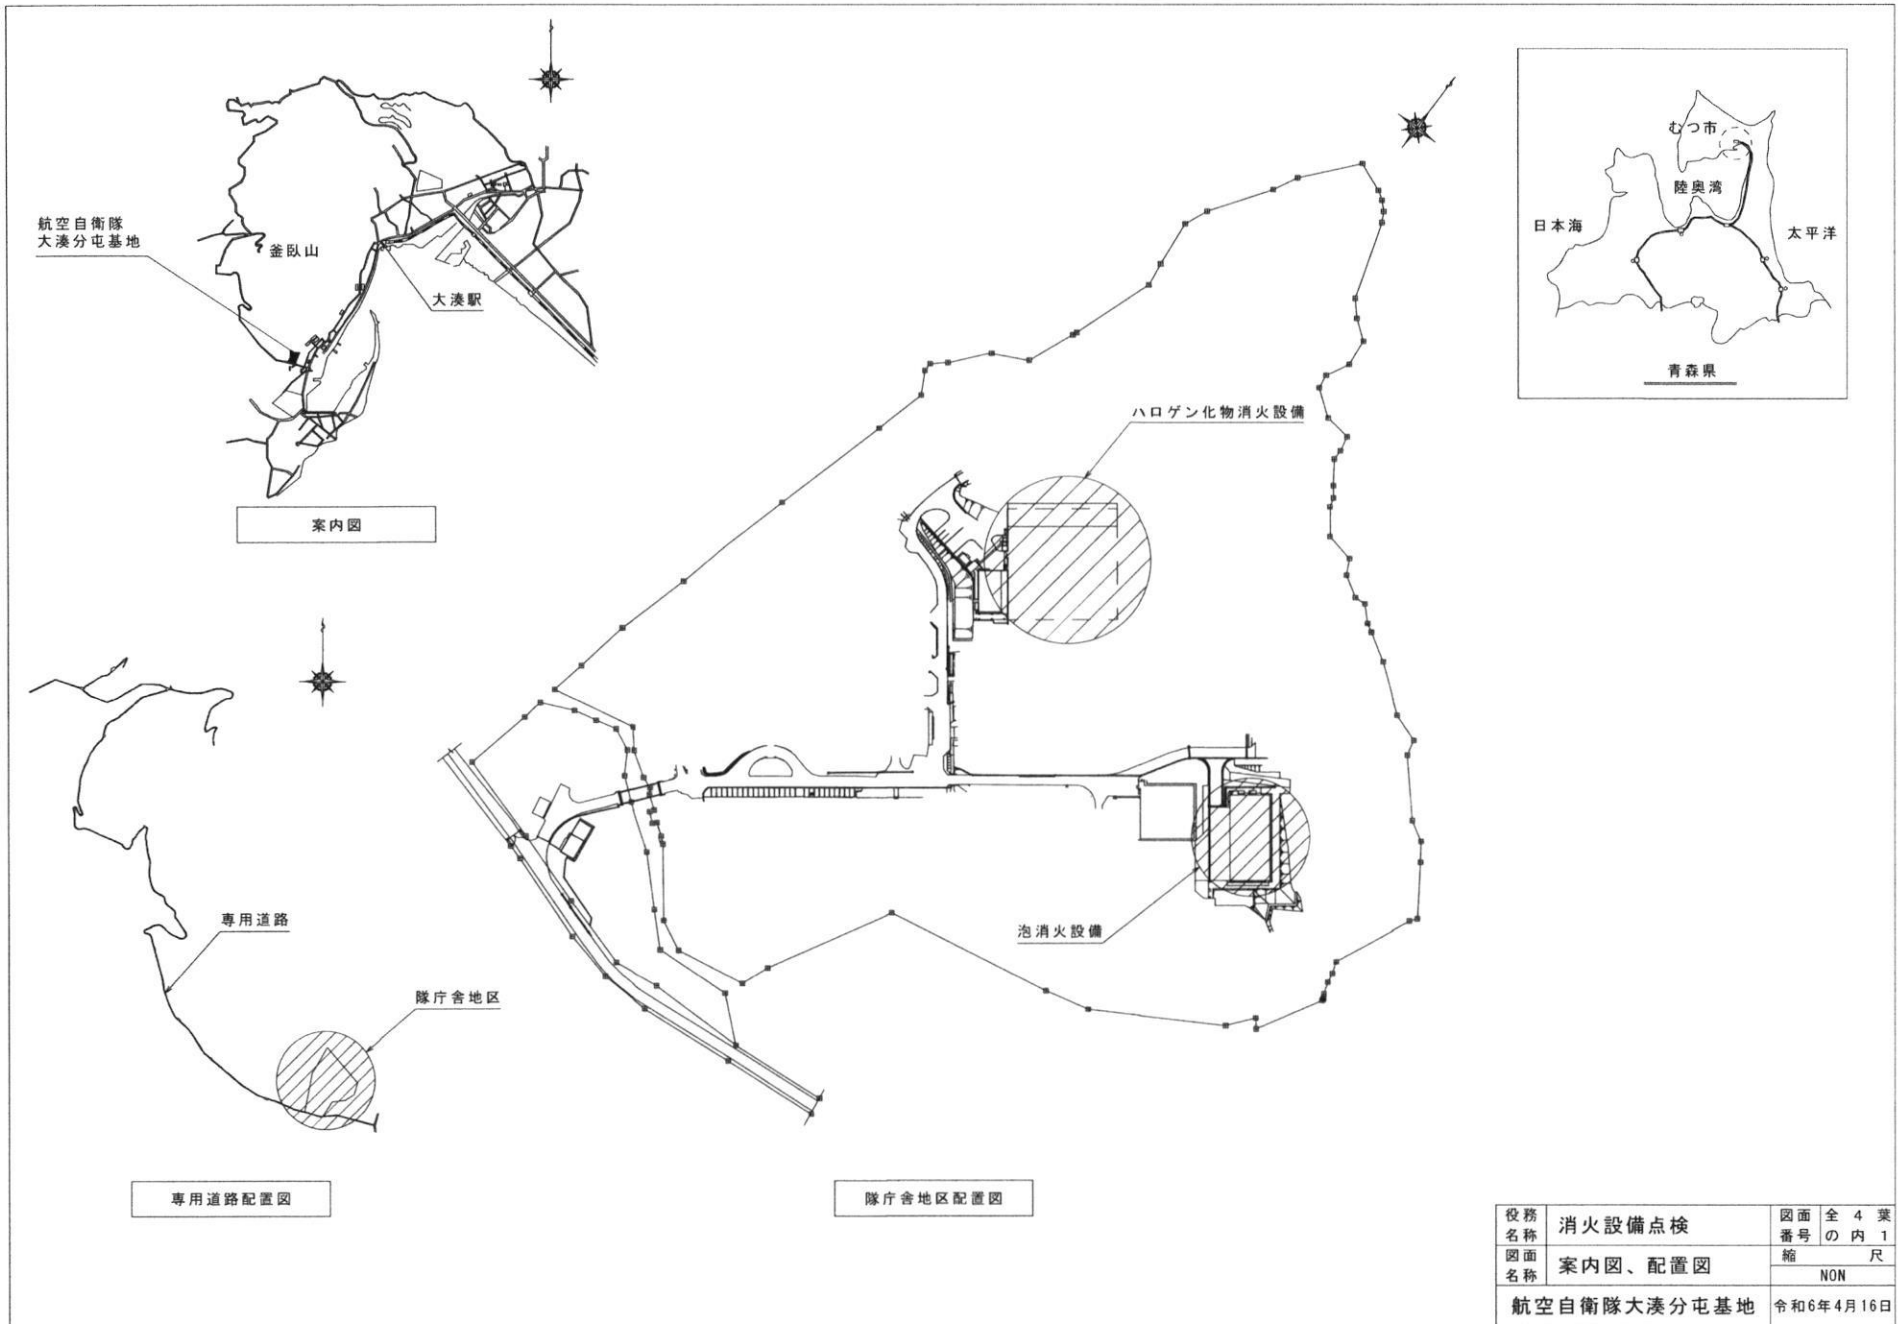 航空自衛隊
大湊分屯基地
釜臥山
大湊駅
案内図
むつ市
陸奥湾
日本海
太平洋
青森県
ハロゲン化物消火設備
泡消火設備
専用道路
隊庁舎地区
専用道路配置図
隊庁舎地区配置図
役務
名称
消火設備点検
図面
番号
全 4 葉
の 内 1
図面
名称
案内図、配置図
縮 尺
NON
航空自衛隊大湊分屯基地
令和6年4月16日